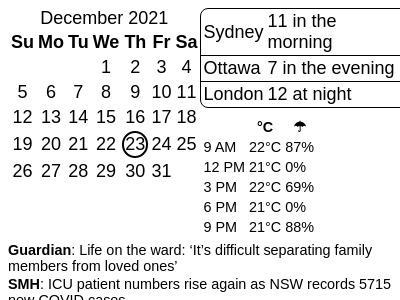 December 2021
Su Mo Tu We Th Fr Sa
1 2 3 4
5 6 7 8 9 10 11
12 13 14 15 16 17 18
19 20 21 22 23 24 25
26 27 28 29 30 31
Sydney 11 in the
morning
Ottawa 7 in the evening
London 12 at night
°C ☂
9 AM 22°C 87%
12 PM 21°C 0%
3 PM 22°C 69%
6 PM 21°C 0%
9 PM 21°C 88%
Guardian: Life on the ward: ‘It’s difficult separating family
members from loved ones’
SMH: ICU patient numbers rise again as NSW records 5715
new COVID cases